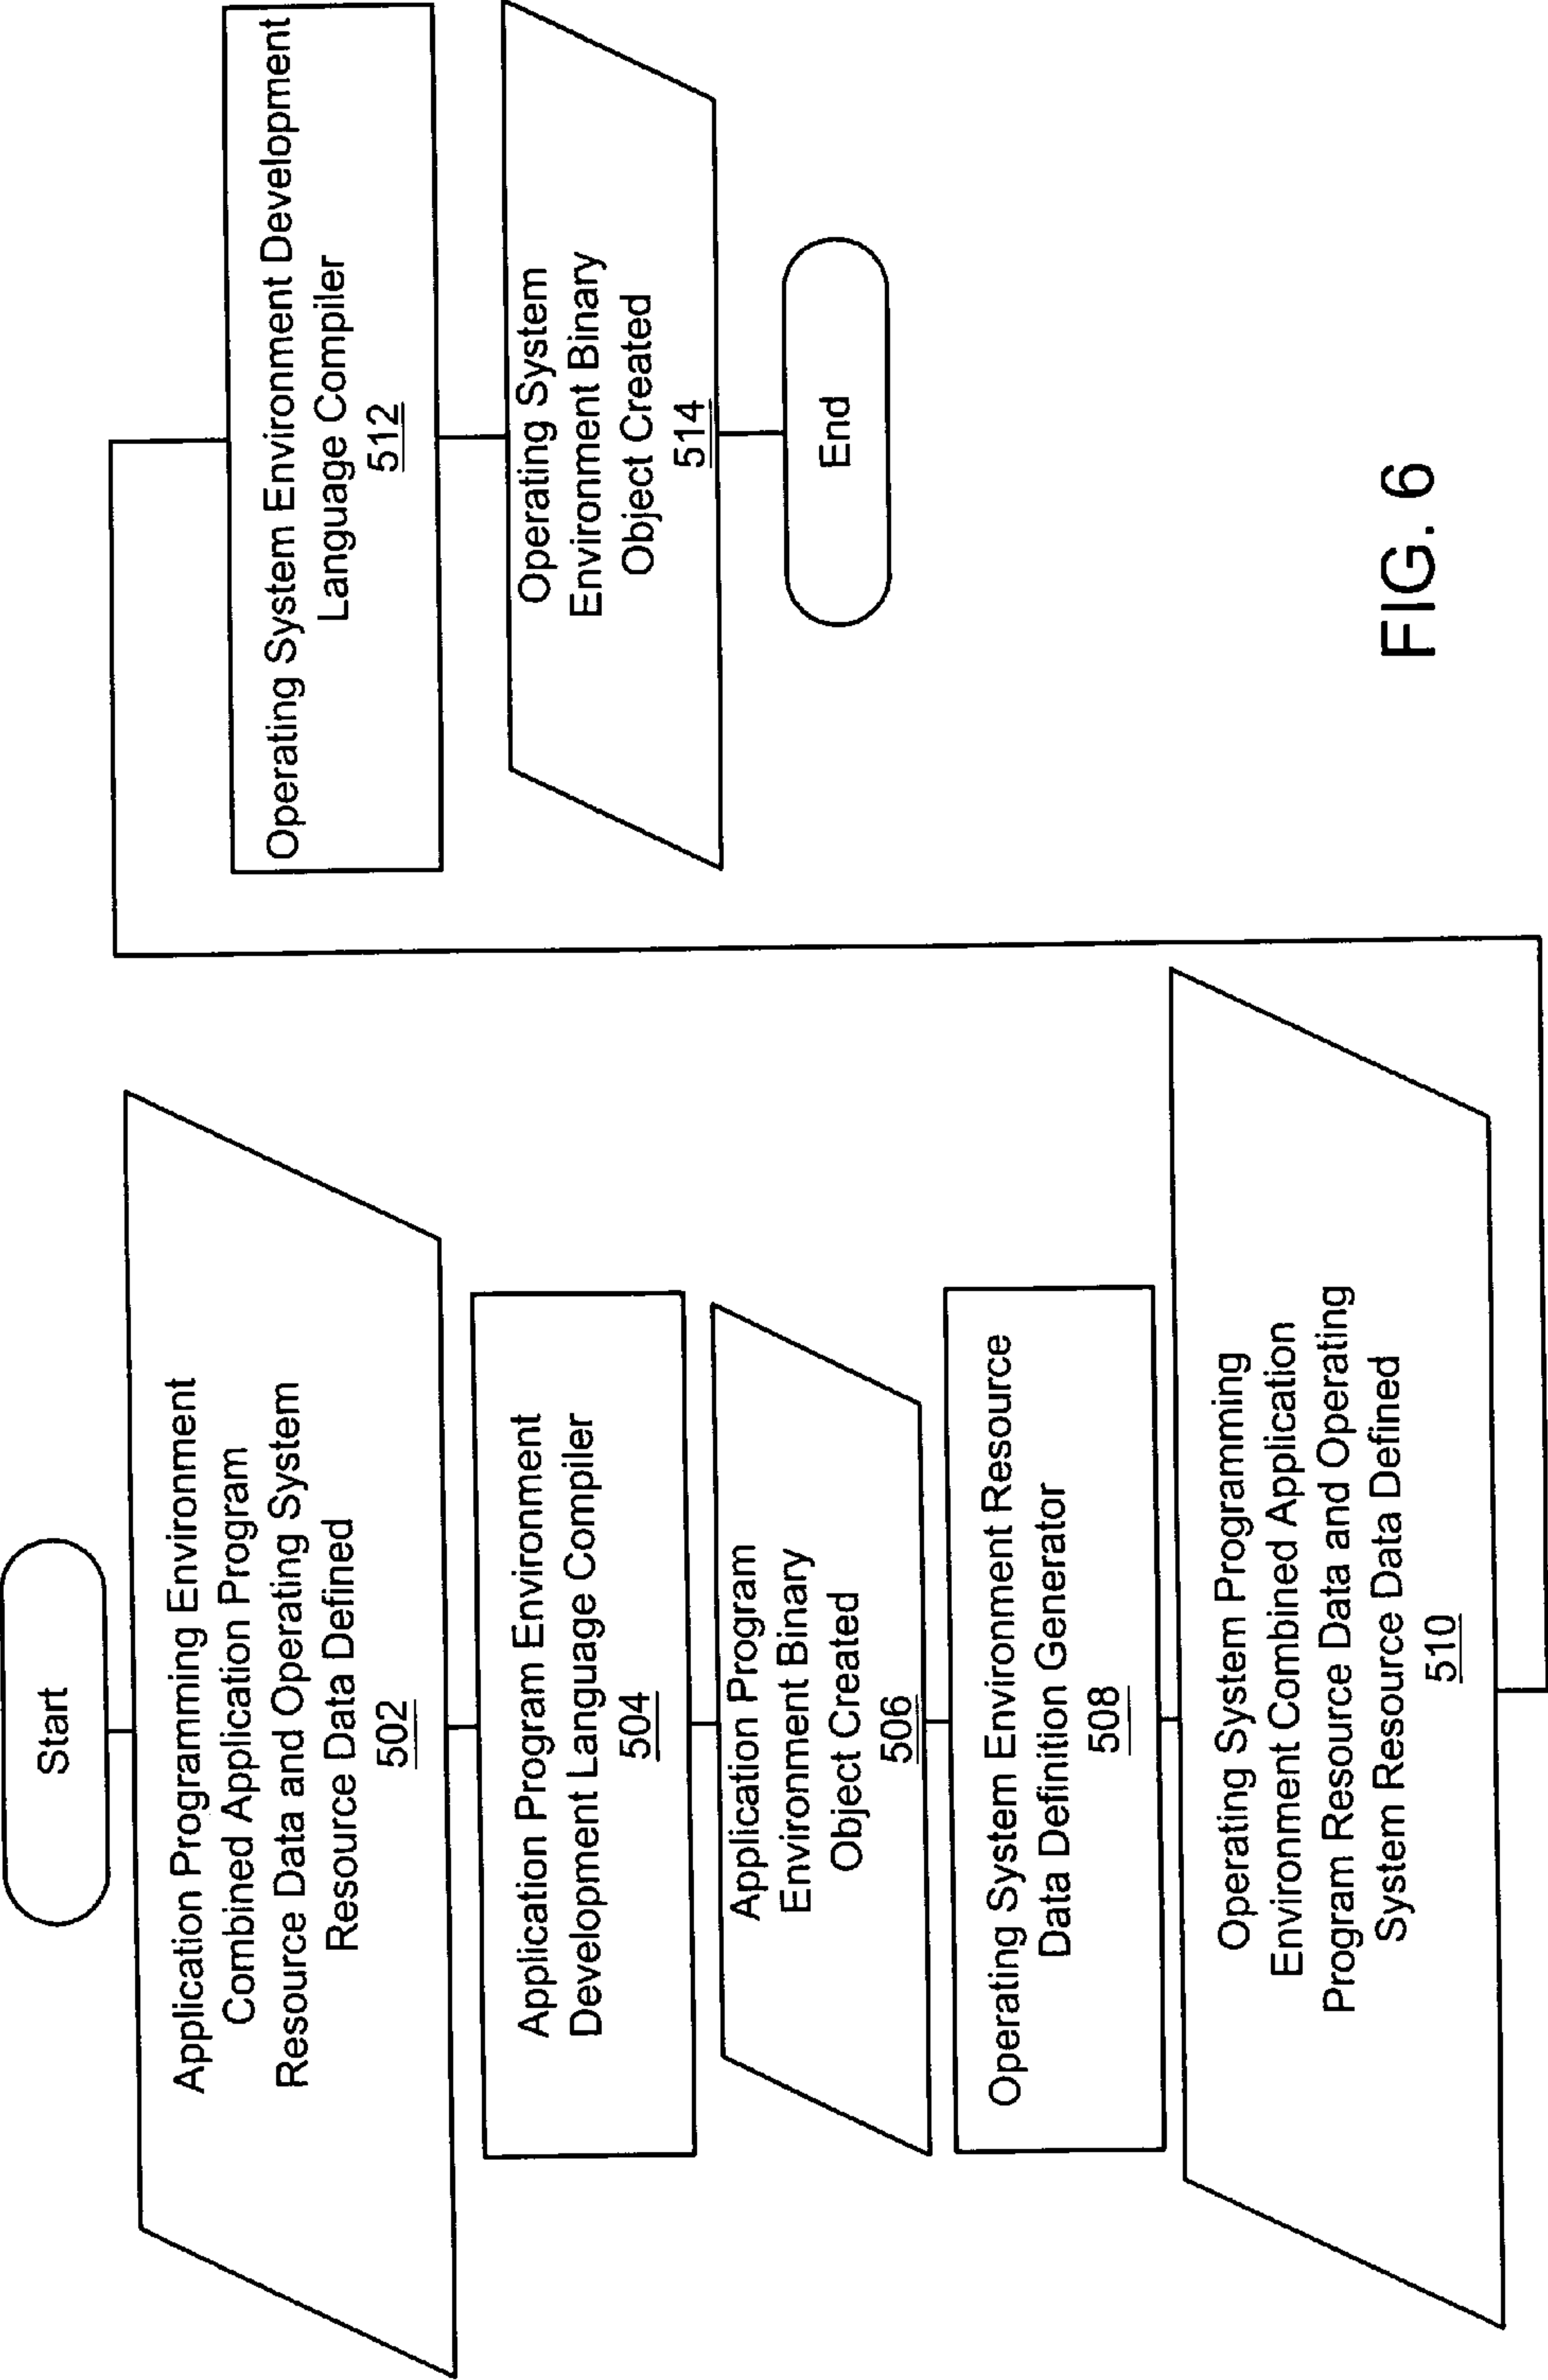 Start
Application Programming Environment
Combined Application Program
Resource Data and Operating System
Resource Data Defined
502
Application Program Environment
Development Language Compiler
504
Application Program
Environment Binary
Object Created
506
Operating System Environment Resource
Data Definition Generator
508
Operating System Programming
Environment Combined Application
Program Resource Data and Operating
System Resource Data Defined
510
Operating System Environment Development
Language Compiler
512
Operating System
Environment Binary
Object Created
514
End
FIG. 6